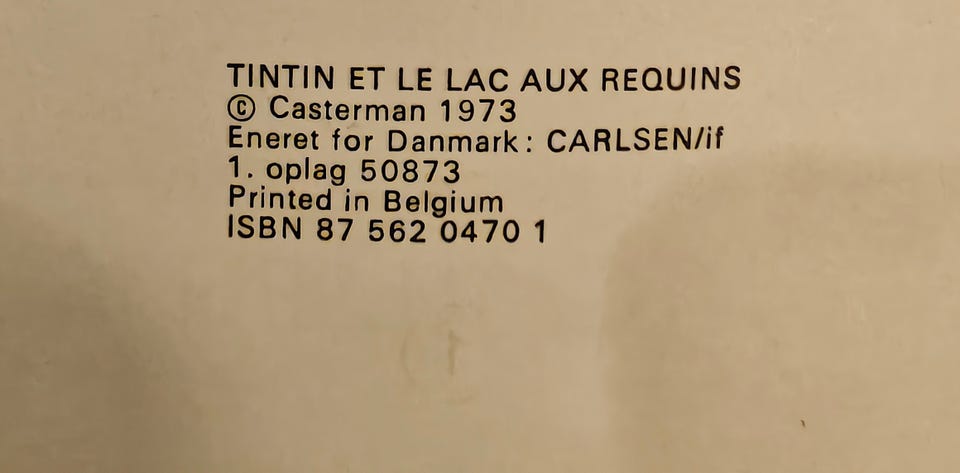 TINTIN ET LE LAC AUX REQUINS
© Casterman 1973
Eneret for Danmark: CARLSEN/if
1. oplag 50873
Printed in Belgium
ISBN 87 562 0470 1